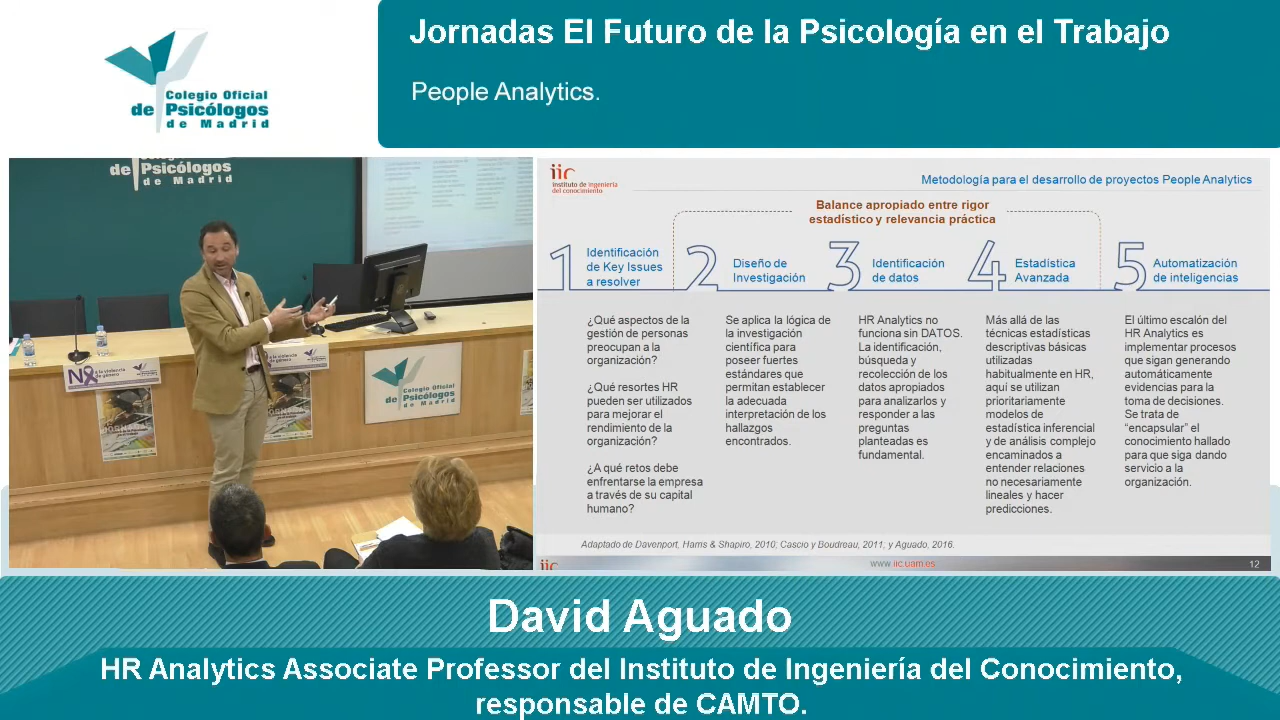 Jornadas El Futuro de la Psicología en el Trabajo
People Analytics.
Colegio Oficial
de Psicólogos
de Madrid
de Psicólogos
de Madrid
a la violencia
de género
a la violencia
de género
Colegio Oficial
de Psicólogos
de Madrid
JORNADAS
iic
instituto de ingeniería
del conocimiento
Metodología para el desarrollo de proyectos People Analytics
Balance apropiado entre rigor
estadístico y relevancia práctica
1
Identificación
de Key Issues
a resolver
¿Qué aspectos de la
gestión de personas
preocupan a la
organización?
¿Qué resortes HR
pueden ser utilizados
para mejorar el
rendimiento de la
organización?
¿A qué retos debe
enfrentarse la empresa
a través de su capital
humano?
2
Diseño de
Investigación
Se aplica la lógica de
la investigación
científica para
poseer fuertes
estándares que
permitan establecer
la adecuada
interpretación de los
hallazgos
encontrados.
3
Identificación
de datos
HR Analytics no
funciona sin DATOS.
La identificación,
búsqueda y
recolección de los
datos apropiados
para analizarlos y
responder a las
preguntas
planteadas es
fundamental.
4
Estadística
Avanzada
Más allá de las
técnicas estadísticas
descriptivas básicas
utilizadas
habitualmente en HR,
aquí se utilizan
prioritariamente
modelos de
estadística inferencial
y de análisis complejo
encaminados a
entender relaciones
no necesariamente
lineales y hacer
predicciones.
5
Automatización
de inteligencias
El último escalón del
HR Analytics es
implementar procesos
que sigan generando
automáticamente
evidencias para la
toma de decisiones.
Se trata de
“encapsular” el
conocimiento hallado
para que siga dando
servicio a la
organización.
Adaptado de Davenport, Harris & Shapiro, 2010; Cascio y Boudreau, 2011; y Aguado, 2016.
iic
www.iic.uam.es
12
David Aguado
HR Analytics Associate Professor del Instituto de Ingeniería del Conocimiento,
responsable de CAMTO.